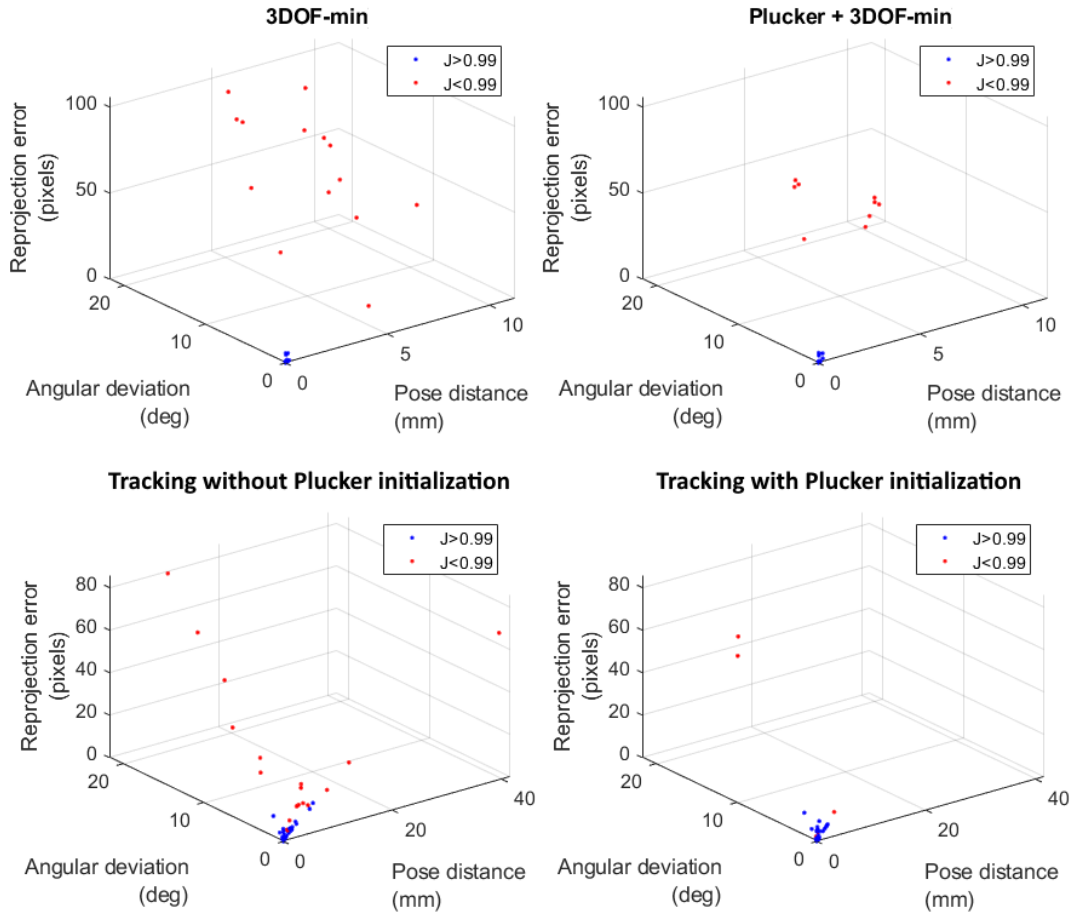 3DOF-min
J>0.99
J<0.99
100
50
0
Reprojection error
(pixels)
20
10
0
Angular deviation
(deg)
0
5
10
Pose distance
(mm)
Plucker + 3DOF-min
J>0.99
J<0.99
100
50
0
Reprojection error
(pixels)
20
10
0
Angular deviation
(deg)
0
5
10
Pose distance
(mm)
Tracking without Plucker initialization
J>0.99
J<0.99
80
60
40
20
0
Reprojection error
(pixels)
20
10
0
Angular deviation
(deg)
0
20
40
Pose distance
(mm)
Tracking with Plucker initialization
J>0.99
J<0.99
80
60
40
20
0
Reprojection error
(pixels)
20
10
0
Angular deviation
(deg)
0
20
40
Pose distance
(mm)